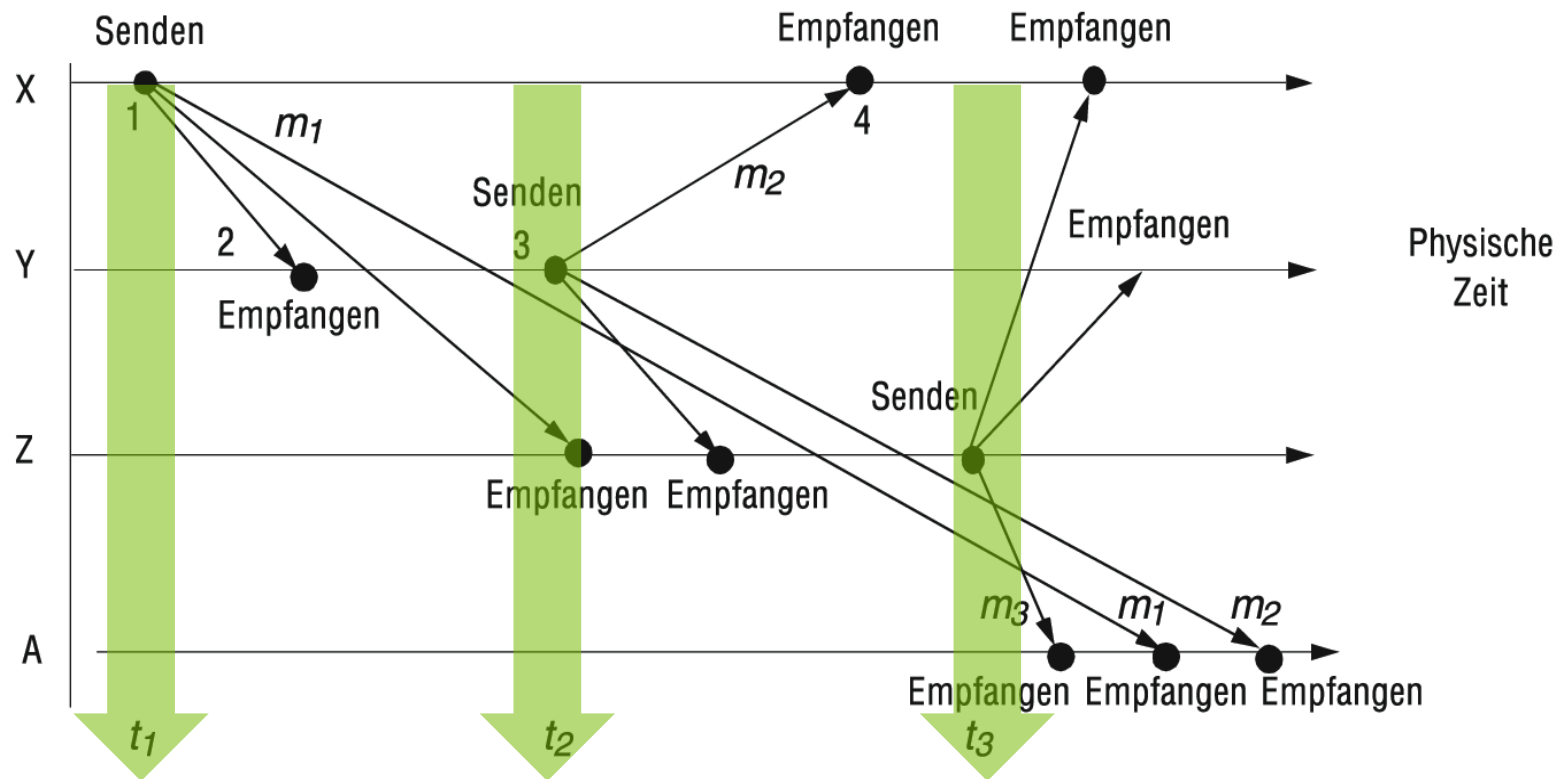 Senden
Empfangen
Empfangen
X
1
m1
4
m2
Senden
Empfangen
2
3
Y
Physische
Zeit
Empfangen
Senden
Z
Empfangen
Empfangen
m3
m1
m2
A
Empfangen
Empfangen
Empfangen
t1
t2
t3